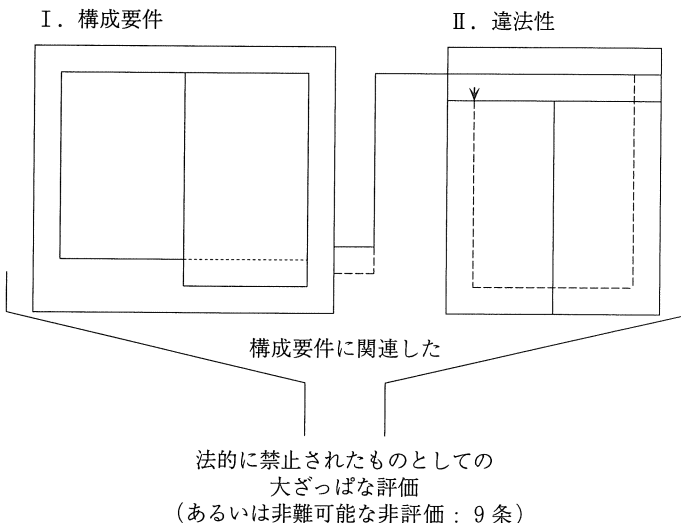 Ⅰ．構成要件
Ⅱ．違法性
構成要件に関連した
法的に禁止されたものとしての
大ざっぱな評価
（あるいは非難可能な非評価：9条）